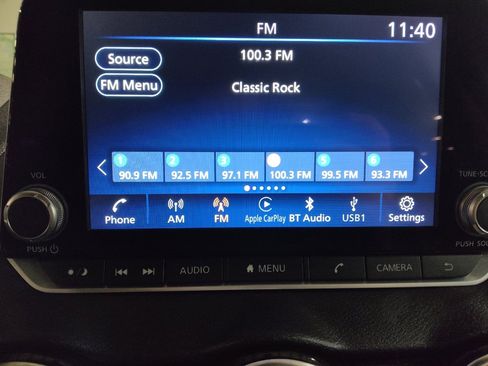 FM
11:40
Source
100.3 FM
FM Menu
Classic Rock
1 2 3 5 6
90.9 FM 92.5 FM 97.1 FM 100.3 FM 99.5 FM 93.3 FM
Phone AM FM Apple CarPlay BT Audio USB1 Settings
VOL
PUSH
TUNE-SC
PUSH SOU
AUDIO MENU CAMERA